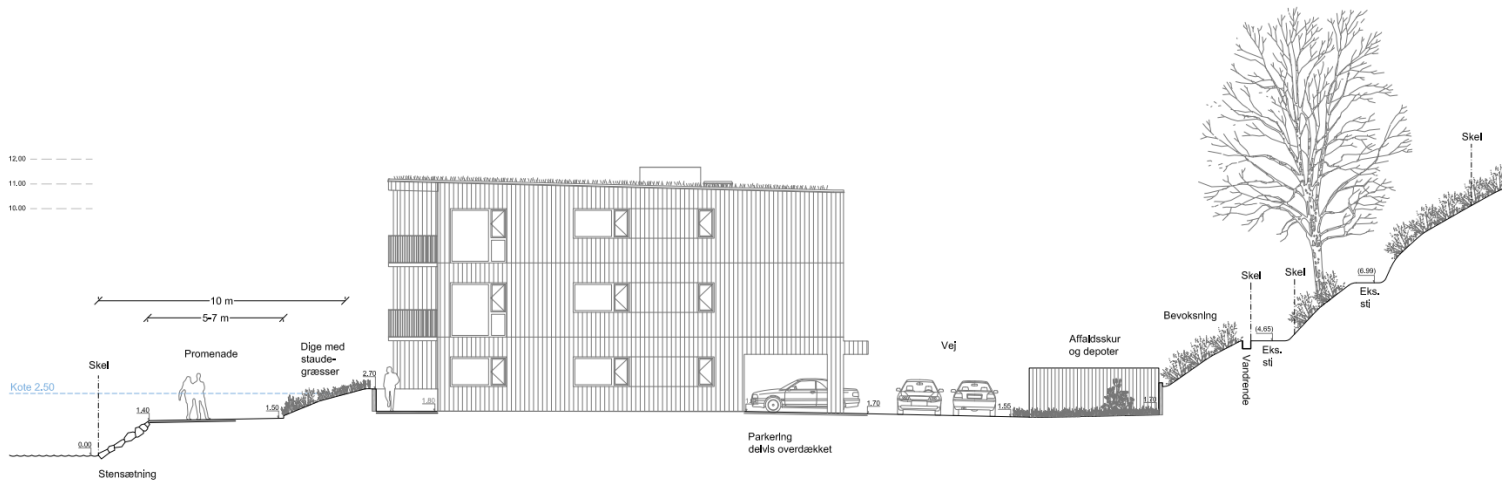 12,00
11.00
10.00
Skel
Skel
Skel
(6.99)
Eks.
sti
10 m
5-7 m
Bevoksning
(4.65)
Eks.
sti
Vandrende
Promenade
Dige med
staude-
græsser
Vej
Affaldsskur
og depoter
Skel
Kote 2.50
2.70
1.80
1.40
1.50
1.70
1.55
1.70
0.00
Stensætning
Parkering
delvis overdækket